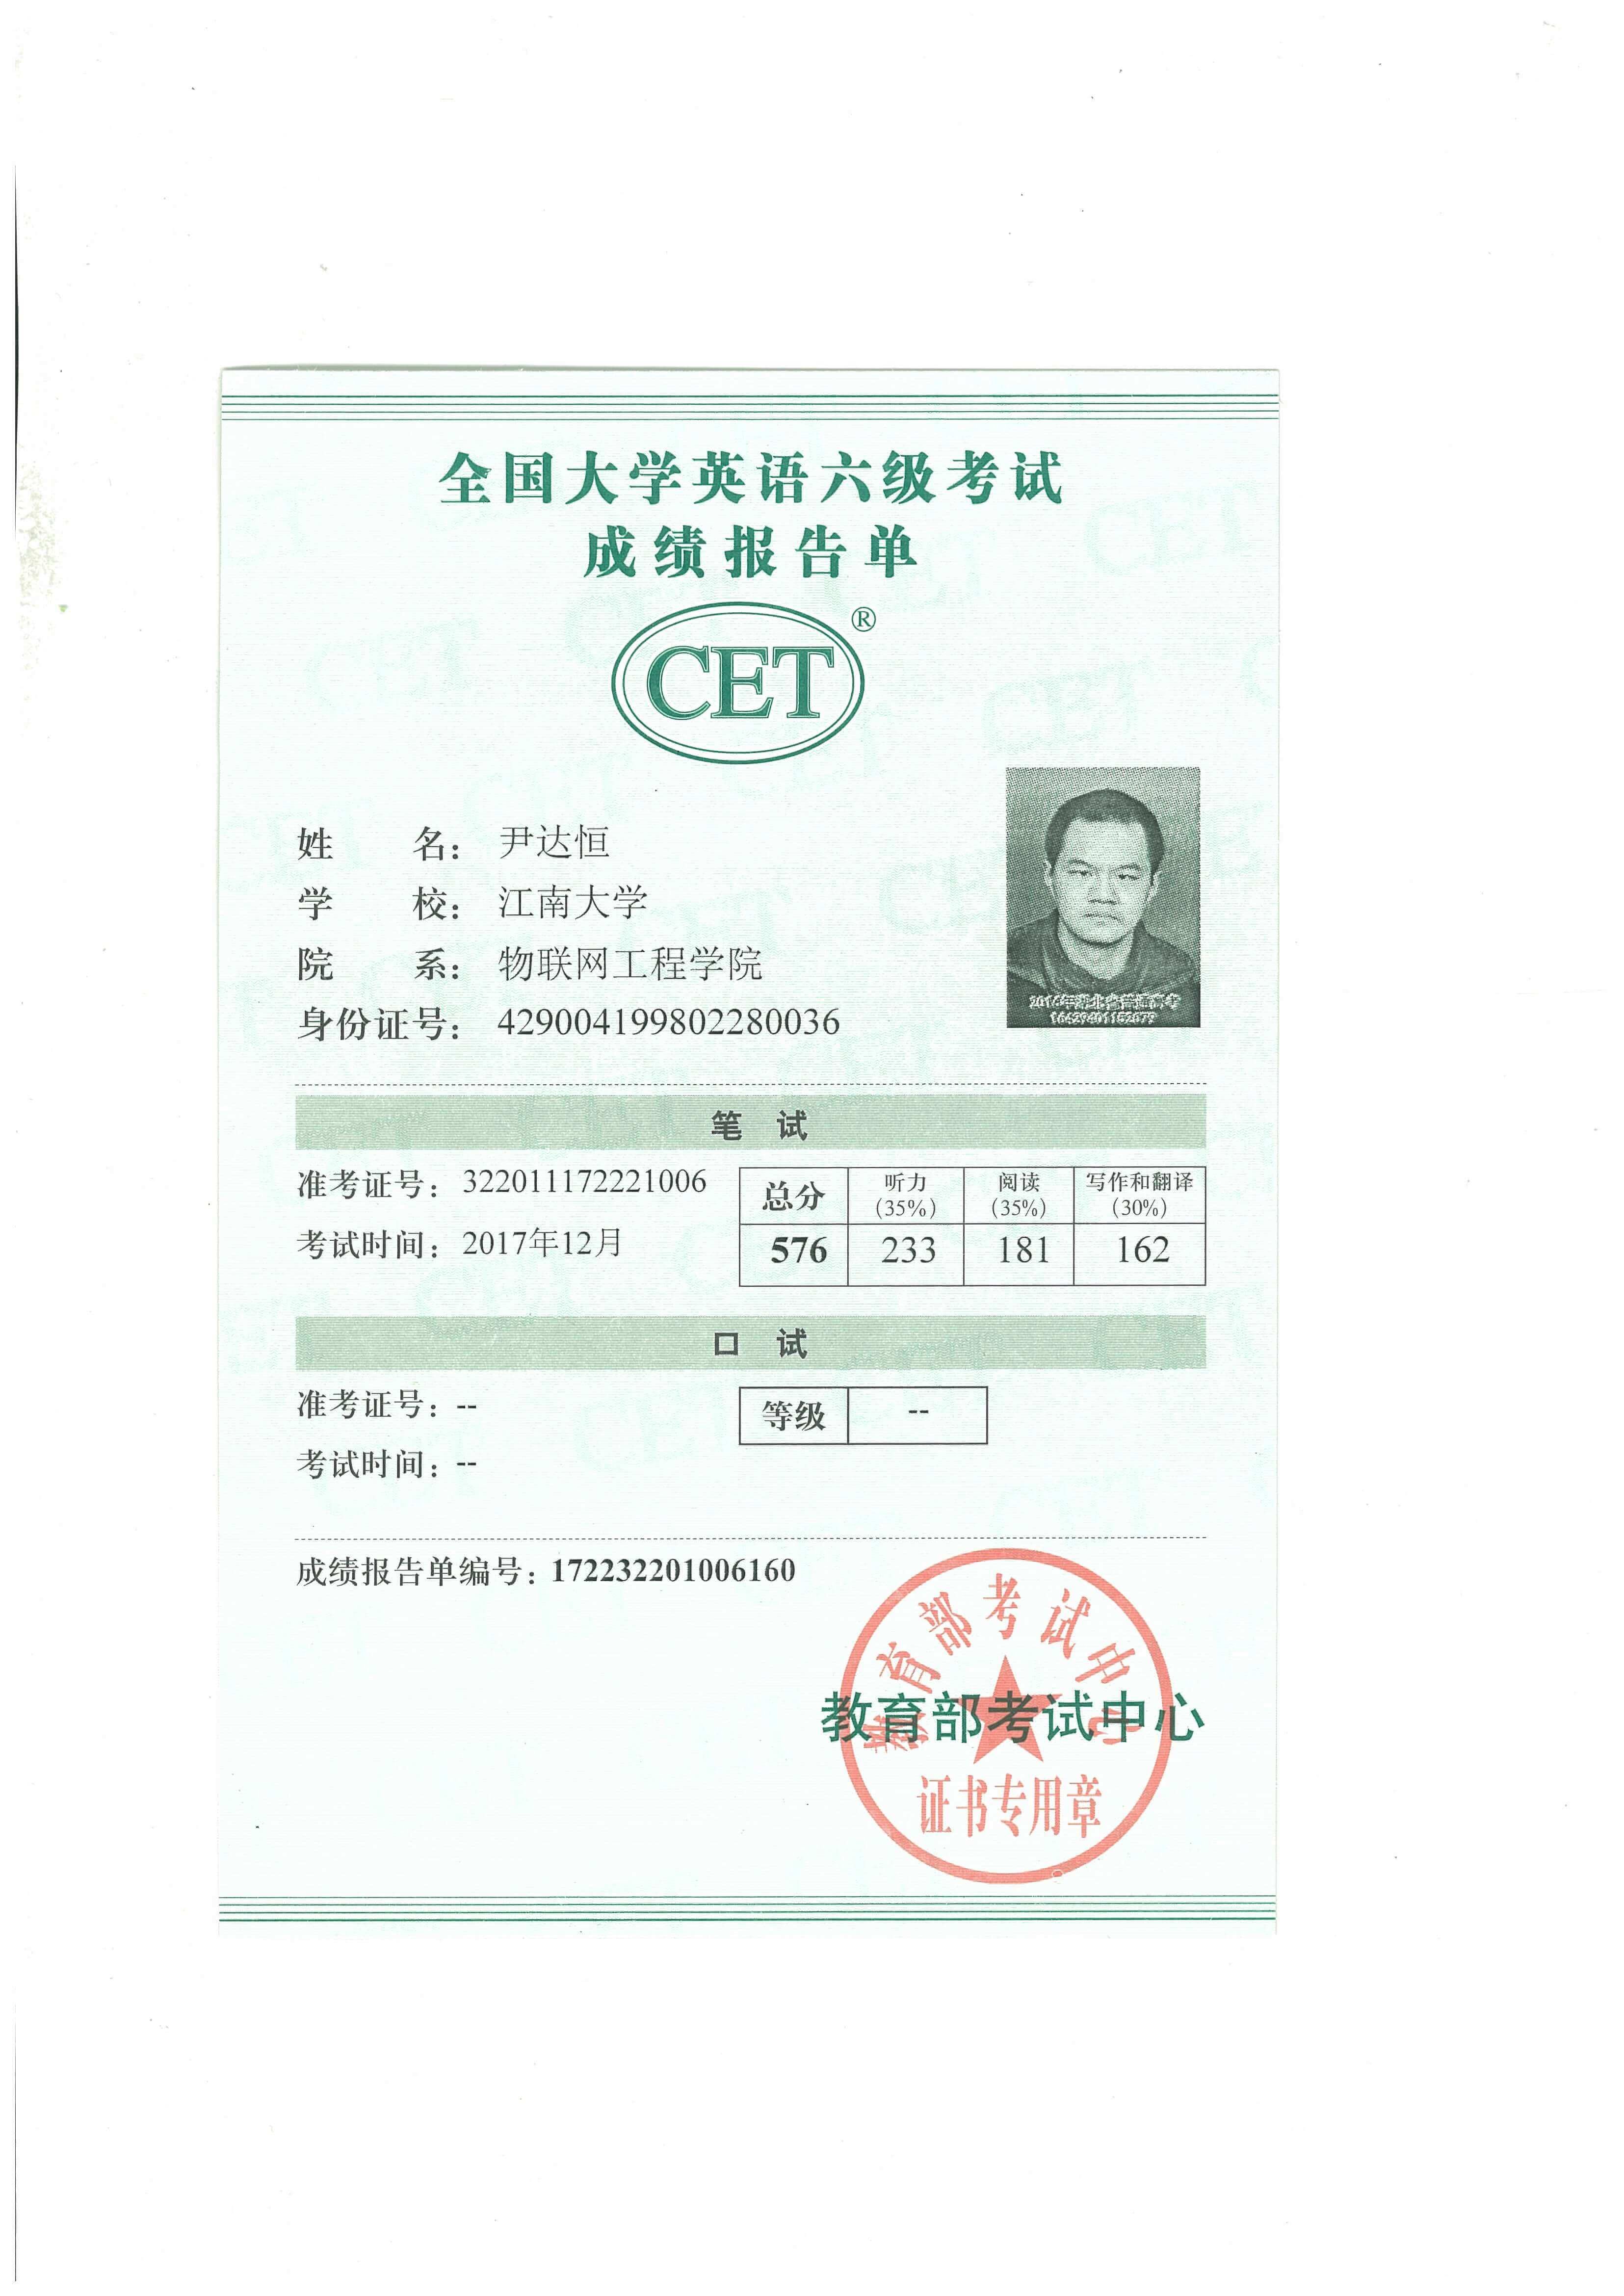 全国大学英语六级考试
成绩报告单
CET®
姓 名： 尹达恒
学 校： 江南大学
院 系： 物联网工程学院
身份证号： 429004199802280036
2016年湖北省普通高考
笔 试
准考证号： 322011172221006
考试时间： 2017年12月
总分 听力（35%） 阅读（35%） 写作和翻译（30%）
576 233 181 162
口 试
准考证号：--
考试时间：--
等级 --
成绩报告单编号：172232201006160
教育部考试中心
教育部考试中心
证书专用章